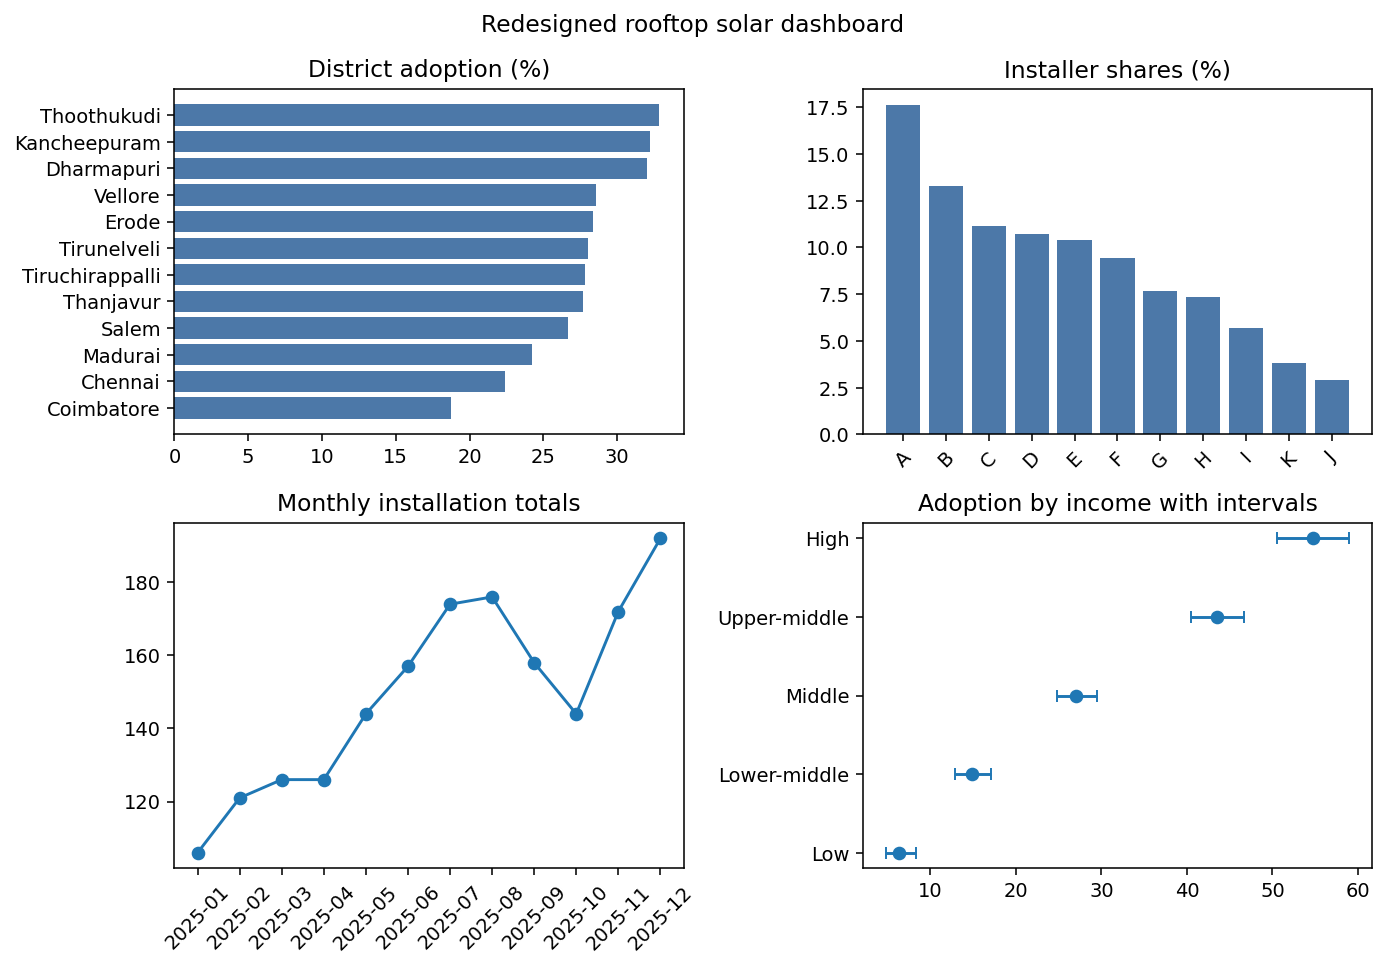 Redesigned rooftop solar dashboard
District adoption (%)
Thoothukudi
Kancheepuram
Dharmapuri
Vellore
Erode
Tirunelveli
Tiruchirappalli
Thanjavur
Salem
Madurai
Chennai
Coimbatore
0 5 10 15 20 25 30
Installer shares (%)
17.5
15.0
12.5
10.0
7.5
5.0
2.5
0.0
A B C D E F G H I K J
Monthly installation totals
180
160
140
120
2025-01 2025-02 2025-03 2025-04 2025-05 2025-06 2025-07 2025-08 2025-09 2025-10 2025-11 2025-12
Adoption by income with intervals
High
Upper-middle
Middle
Lower-middle
Low
10 20 30 40 50 60